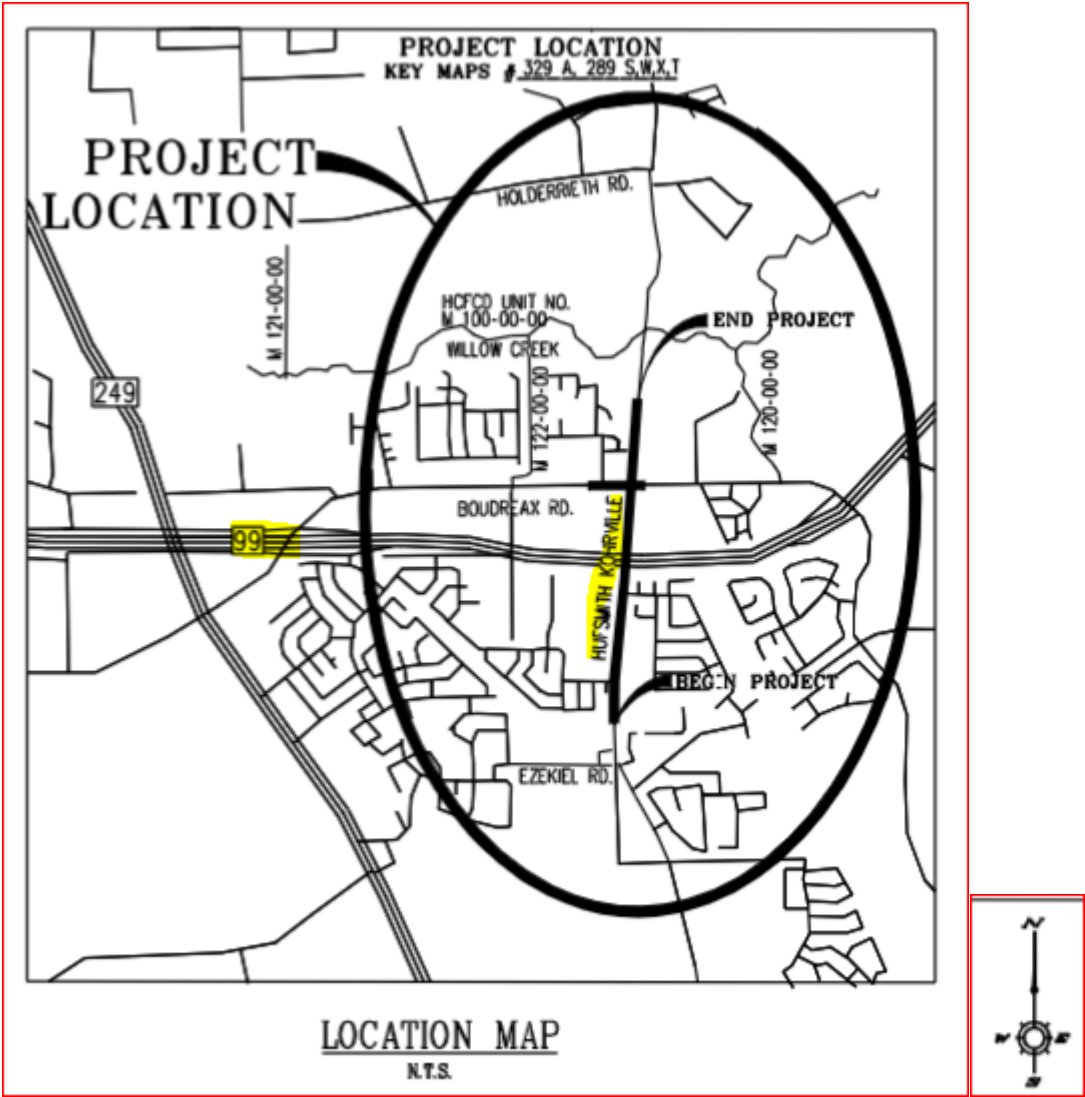 PROJECT LOCATION
KEY MAPS # 329 A, 289 S,W,X,T
PROJECT
LOCATION
HOLDERRIETH RD.
M 121-00-00
HCFCD UNIT NO.
M 100-00-00
WILLOW CREEK
END PROJECT
249
M 122-00-00
M 120-00-00
BOUDREAX RD.
99
HUFSMITH KOHRVILLE
BEGIN PROJECT
EZEKIEL RD.
LOCATION MAP
N.T.S.
N
W E
S